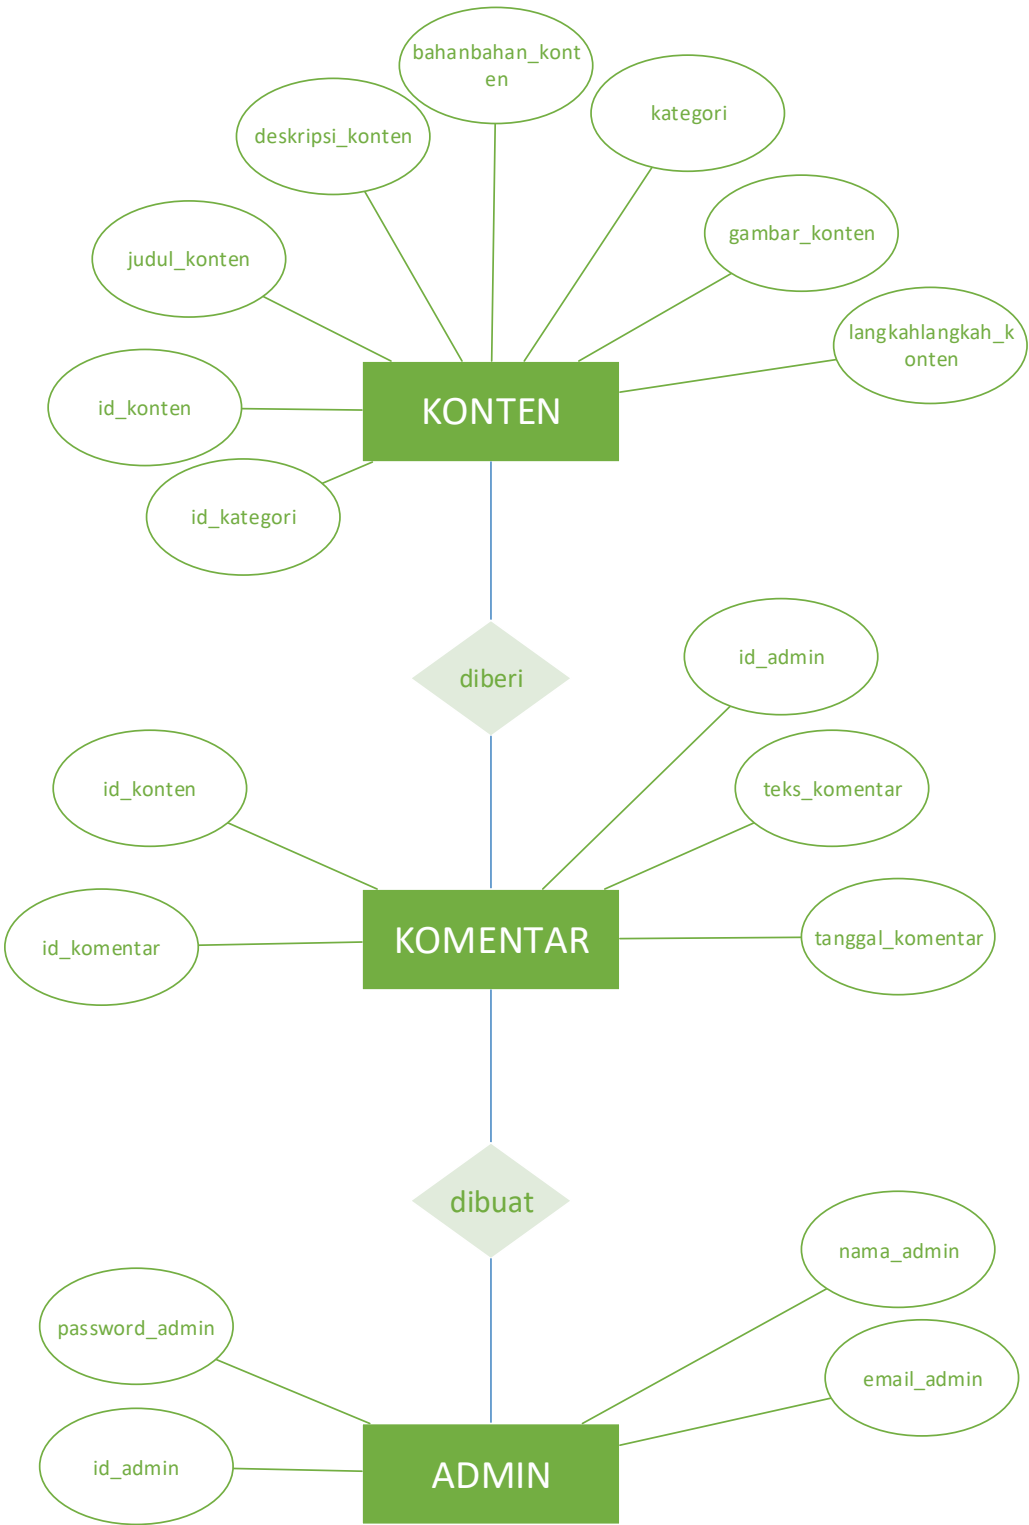 bahanbahan_kont
en
kategori
deskripsi_konten
gambar_konten
judul_konten
langkahlangkah_k
onten
id_konten
KONTEN
id_kategori
diberi
id_admin
id_konten
teks_komentar
id_komentar
KOMENTAR
tanggal_komentar
dibuat
nama_admin
password_admin
email_admin
id_admin
ADMIN